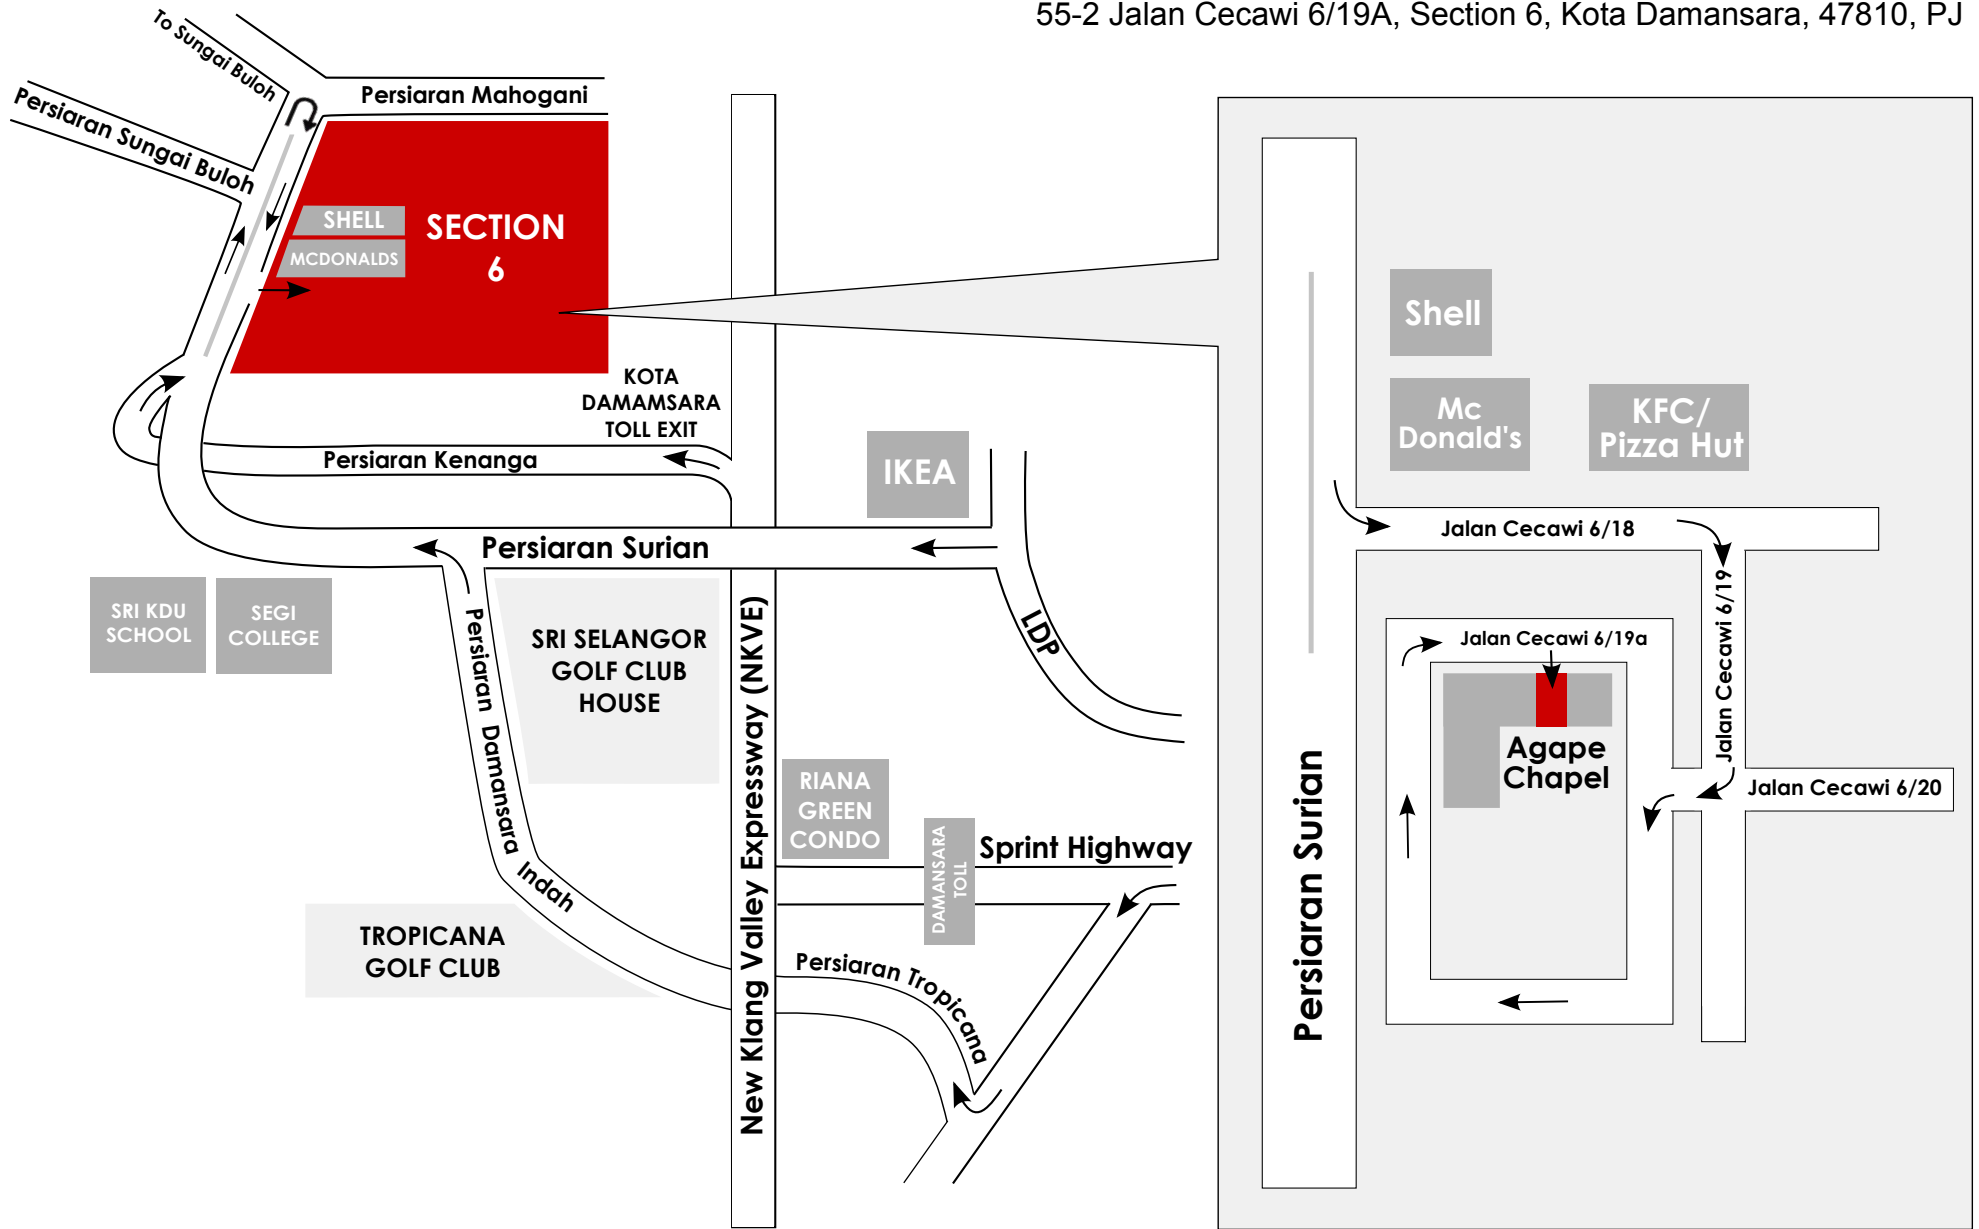 55-2 Jalan Cecawi 6/19A, Section 6, Kota Damansara, 47810, PJ
To Sungai Buloh
Persiaran Sungai Buloh
Persiaran Mahogani
SHELL
MCDONALDS
SECTION
6
KOTA
DAMAMSARA
TOLL EXIT
Persiaran Kenanga
IKEA
Persiaran Surian
SRI KDU
SCHOOL
SEGI
COLLEGE
Persiaran Damansara Indah
SRI SELANGOR
GOLF CLUB
HOUSE
New Klang Valley Expressway (NKVE)
LDP
RIANA
GREEN
CONDO
DAMANSARA
TOLL
Sprint Highway
TROPICANA
GOLF CLUB
Persiaran Tropicana
Shell
Mc
Donald's
KFC/
Pizza Hut
Jalan Cecawi 6/18
Jalan Cecawi 6/19
Jalan Cecawi 6/19a
Agape
Chapel
Jalan Cecawi 6/20
Persiaran Surian